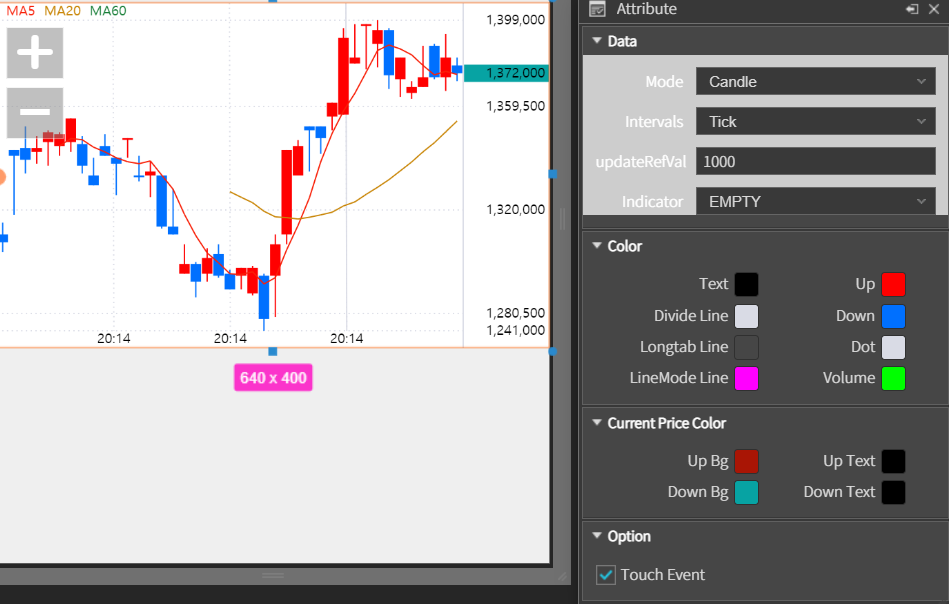 MA5 MA20 MA60
1,399,000
1,372,000
1,359,500
1,320,000
1,280,500
1,241,000
20:14 20:14 20:14
640 x 400
Attribute
Data
Mode Candle
Intervals Tick
updateRefVal 1000
Indicator EMPTY
Color
Text Up
Divide Line Down
Longtab Line Dot
LineMode Line Volume
Current Price Color
Up Bg Up Text
Down Bg Down Text
Option
Touch Event